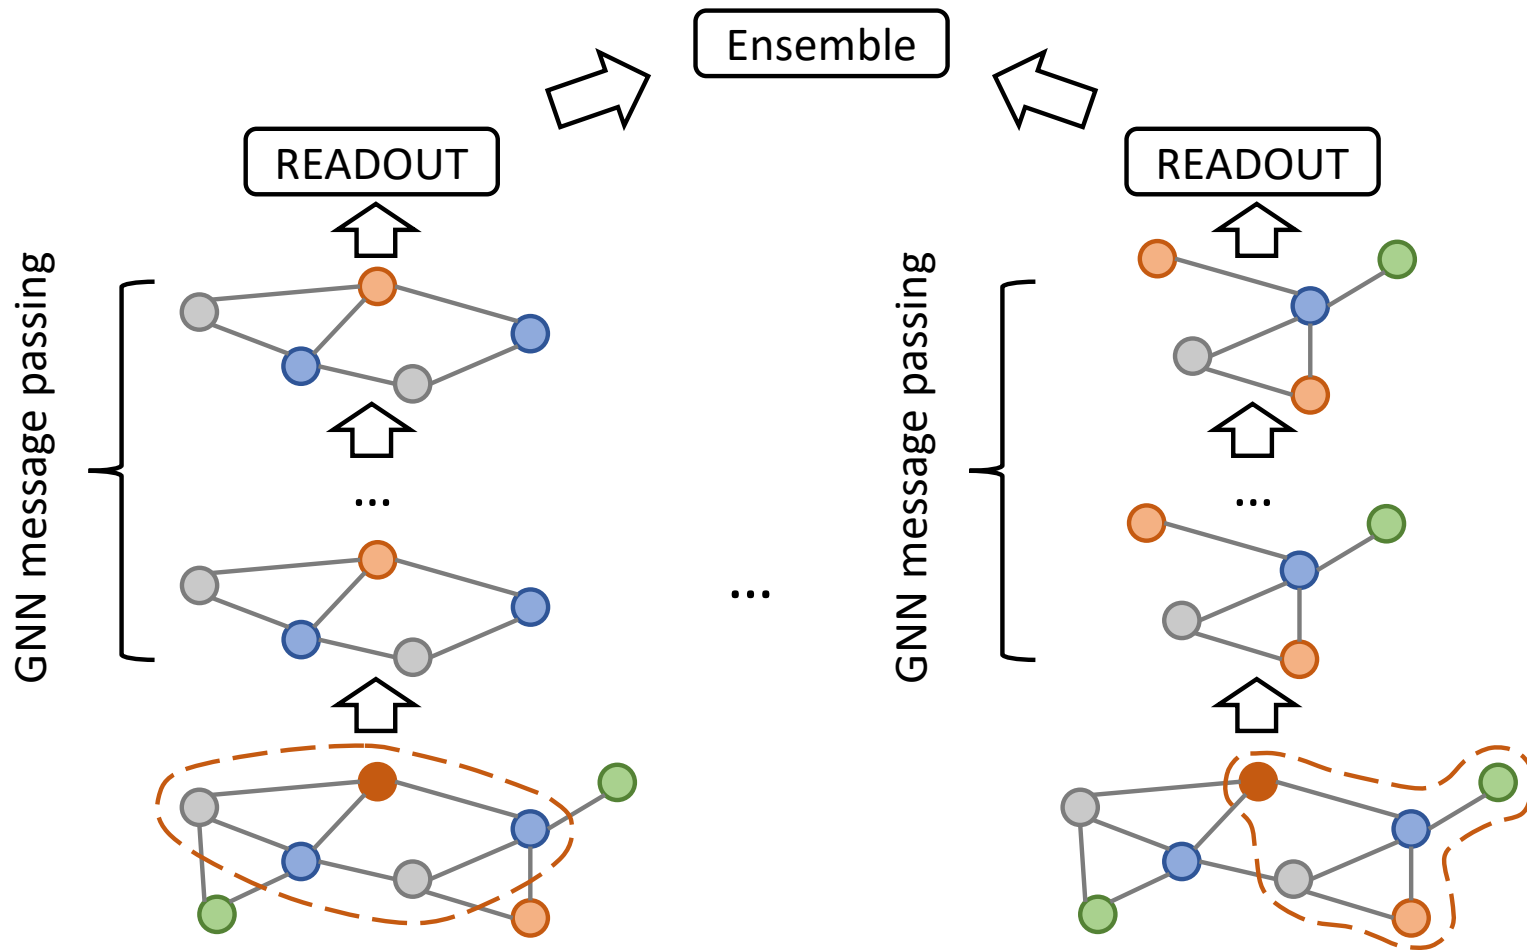 Ensemble
READOUT
READOUT
GNN message passing
GNN message passing
...
...
...